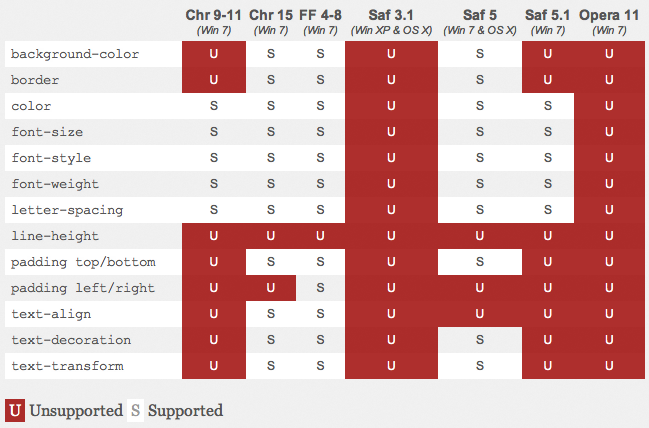 Chr 9-11 Chr 15 FF 4-8 Saf 3.1 Saf 5 Saf 5.1 Opera 11
(Win 7) (Win 7) (Win 7) (Win XP & OS X) (Win 7 & OS X) (Win 7) (Win 7)
background-color U S S U S U U
border U S S U S U U
color S S S U S S U
font-size S S S U S S U
font-style S S S U S S U
font-weight S S S U S S U
letter-spacing S S S U S S U
line-height U U U U U U U
padding top/bottom U S S U S U U
padding left/right U U S U U U U
text-align U S S U U U U
text-decoration U S S U S U U
text-transform U S S U S U U
U Unsupported S Supported